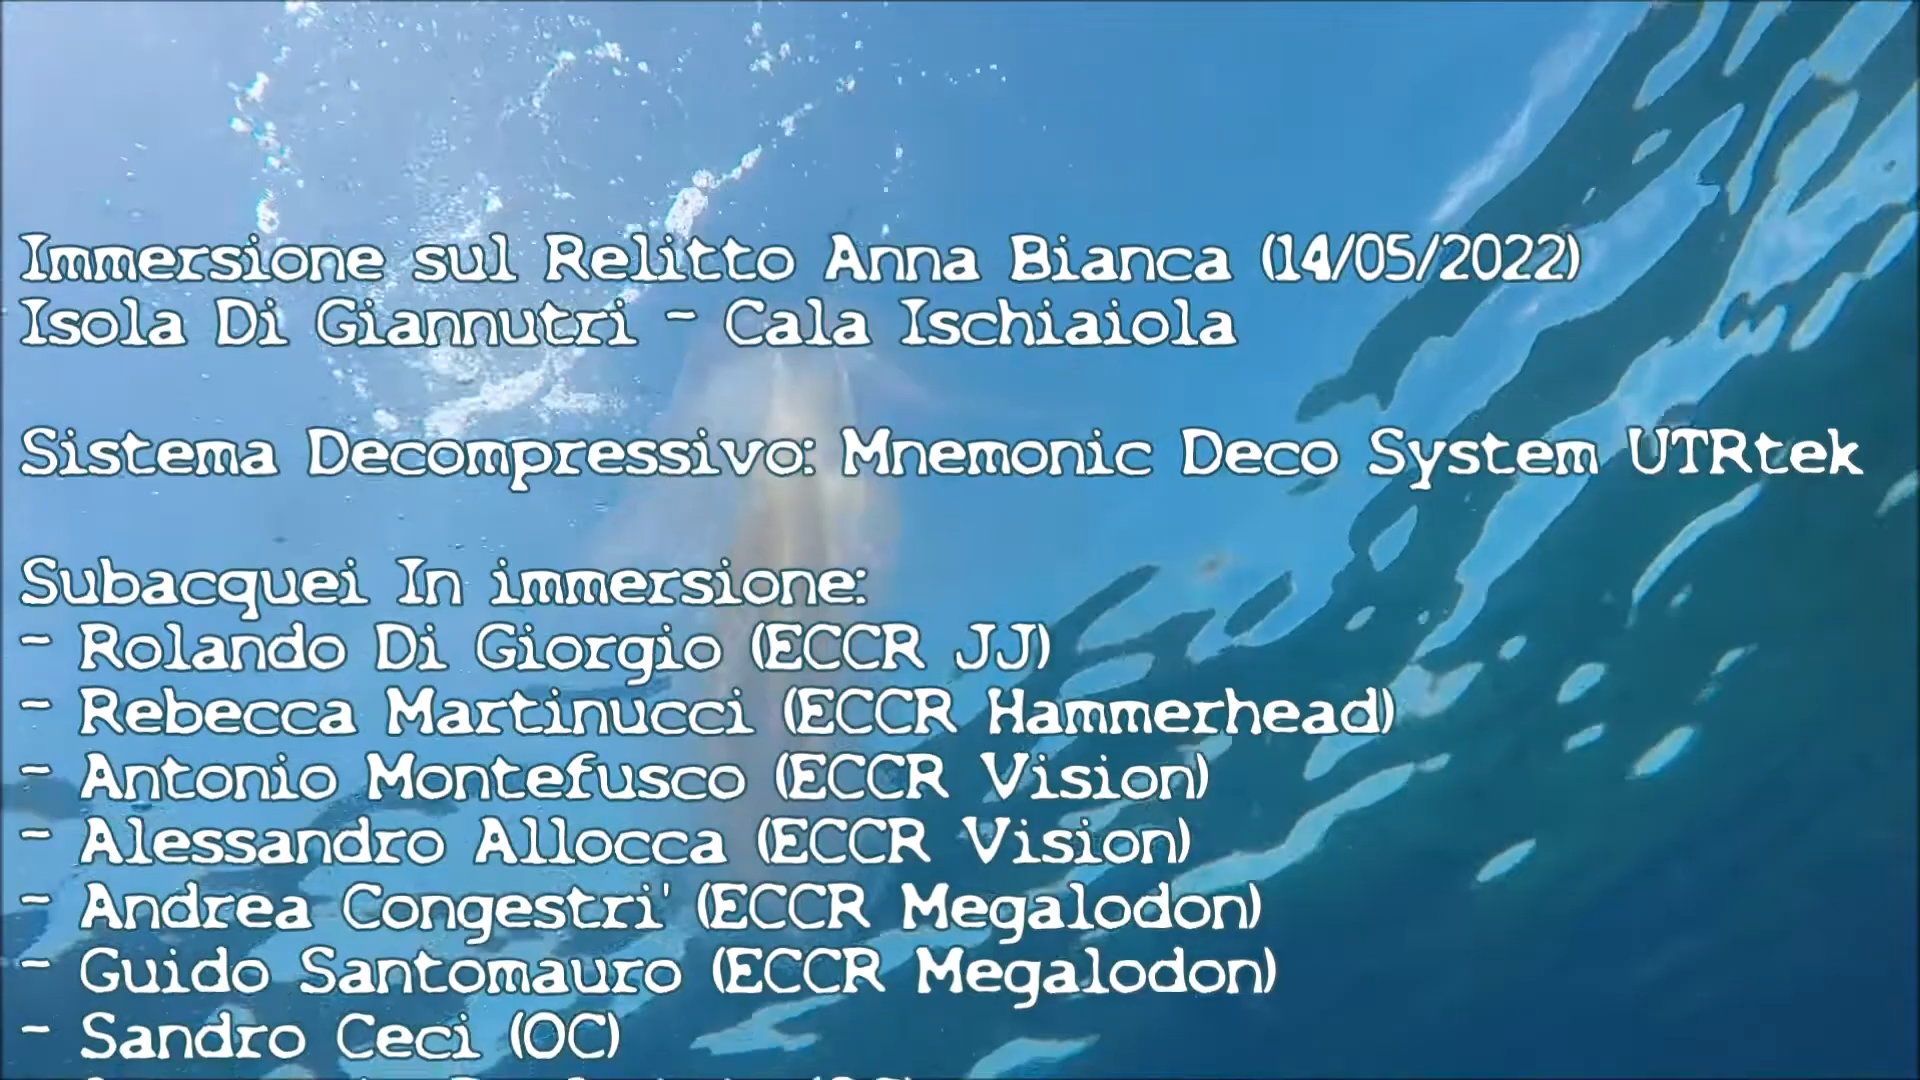 Immersione sul Relitto Anna Bianca (14/05/2022)
Isola Di Giannutri - Cala Ischiaiola
Sistema Decompressivo: Mnemonic Deco System UTRtek
Subacquei In immersione:
- Rolando Di Giorgio (ECCR JJ)
- Rebecca Martinucci (ECCR Hammerhead)
- Antonio Montefusco (ECCR Vision)
- Alessandro Allocca (ECCR Vision)
- Andrea Congestri' (ECCR Megalodon)
- Guido Santomauro (ECCR Megalodon)
- Sandro Ceci (OC)